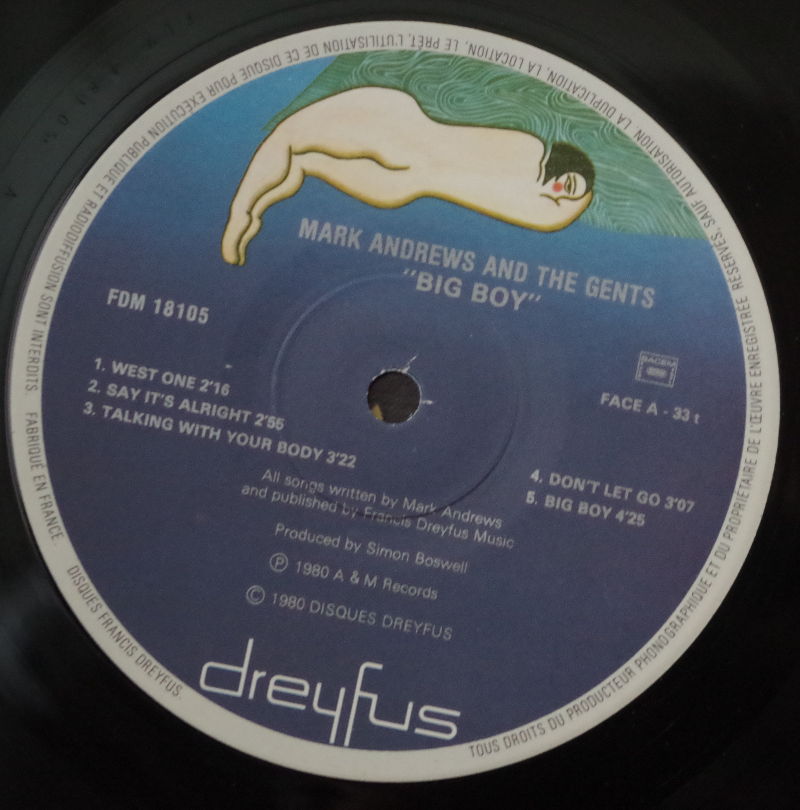 MARK ANDREWS AND THE GENTS
"BIG BOY"
FDM 18105
SACEM
FACE A - 33 t
1. WEST ONE 2'16
2. SAY IT'S ALRIGHT 2'56
3. TALKING WITH YOUR BODY 3'22
4. DON'T LET GO 3'07
5. BIG BOY 4'25
All songs written by Mark Andrews
and published by Francis Dreyfus Music
Produced by Simon Boswell
Ⓟ 1980 A & M Records
© 1980 DISQUES DREYFUS
dreyfus
TOUS DROITS DU PRODUCTEUR PHONOGRAPHIQUE ET DU PROPRIETAIRE DE L'ŒUVRE ENREGISTRÉE RÉSERVÉS, SAUF AUTORISATION, LA DUPLICATION, LA LOCATION, LE PRÊT, L'UTILISATION DE CE DISQUE POUR EXÉCUTION PUBLIQUE ET RADIODIFFUSION SONT INTERDITS. FABRIQUÉ EN FRANCE.
DISQUES FRANCIS DREYFUS.